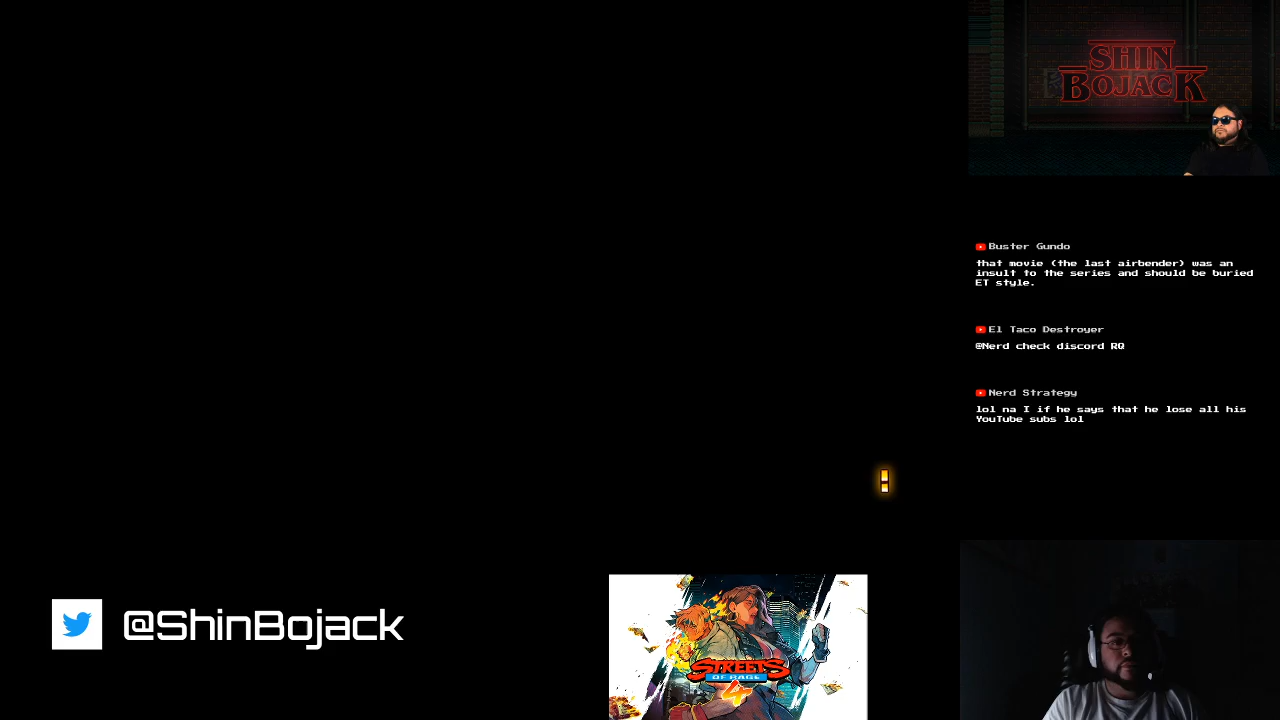 SHIN
BOJACK
Buster Gundo
that movie (the last airbender) was an
insult to the series and should be buried
ET style.
El Taco Destroyer
@Nerd check discord RQ
Nerd Strategy
lol na I if he says that he lose all his
YouTube subs lol
:
@ShinBojack
STREETS
OF RAGE
4